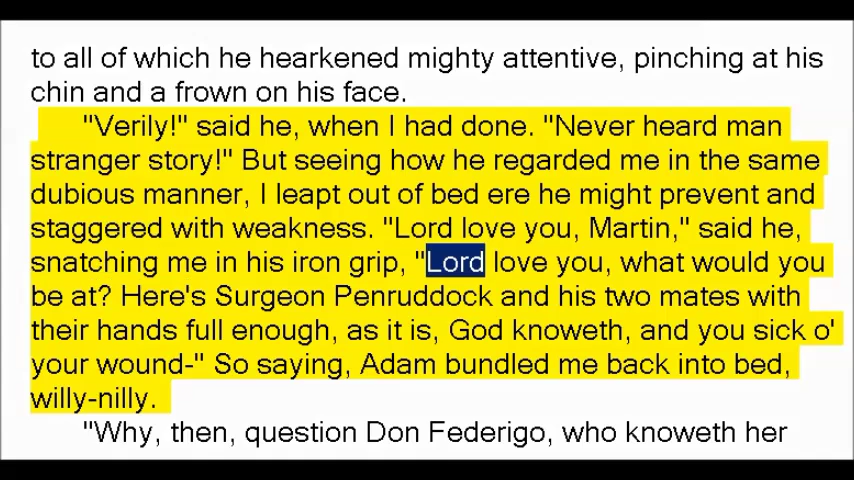 to all of which he hearkened mighty attentive, pinching at his
chin and a frown on his face.
"Verily!" said he, when I had done. "Never heard man
stranger story!" But seeing how he regarded me in the same
dubious manner, I leapt out of bed ere he might prevent and
staggered with weakness. "Lord love you, Martin," said he,
snatching me in his iron grip, "Lord love you, what would you
be at? Here's Surgeon Penruddock and his two mates with
their hands full enough, as it is, God knoweth, and you sick o'
your wound-" So saying, Adam bundled me back into bed,
willy-nilly.
"Why, then, question Don Federigo, who knoweth her